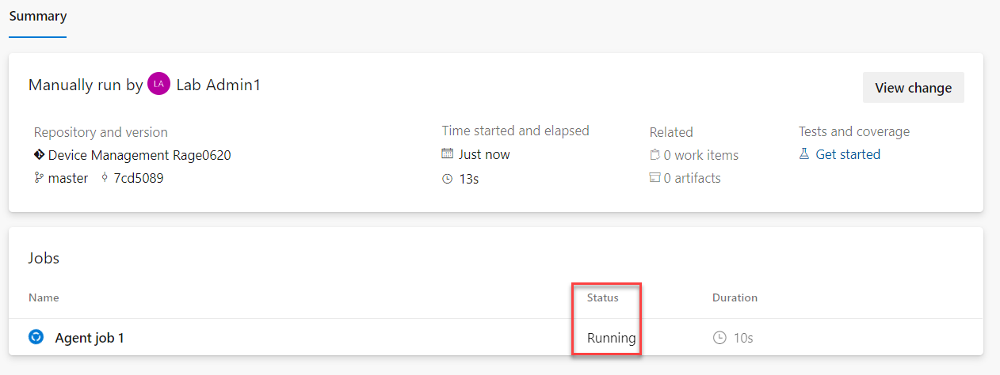 Summary
Manually run by LA Lab Admin1
View change
Repository and version
Device Management Rage0620
master 7cd5089
Time started and elapsed
Just now
13s
Related
0 work items
0 artifacts
Tests and coverage
Get started
Jobs
Name Status Duration
Agent job 1 Running 10s